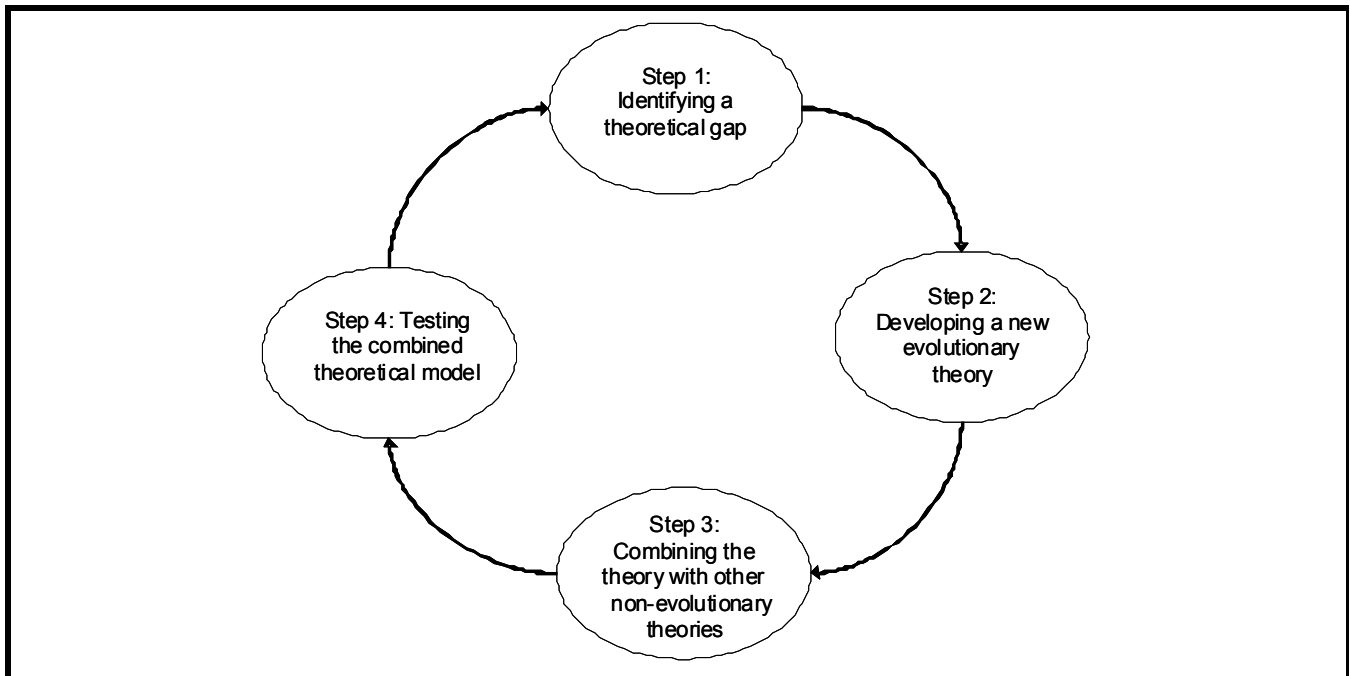 Step 1:
Identifying a
theoretical gap
Step 2:
Developing a new
evolutionary
theory
Step 3:
Combining the
theory with other
non-evolutionary
theories
Step 4: Testing
the combined
theoretical model